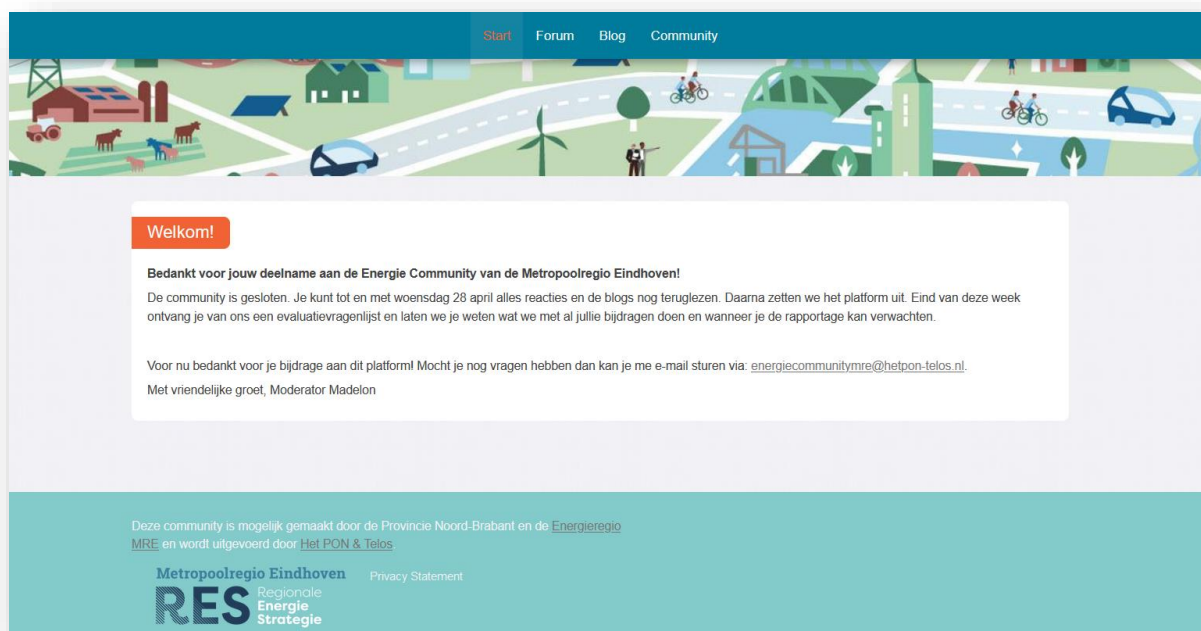 Start Forum Blog Community
Welkom!
Bedankt voor jouw deelname aan de Energie Community van de Metropoolregio Eindhoven!
De community is gesloten. Je kunt tot en met woensdag 28 april alles reacties en de blogs nog teruglezen. Daarna zetten we het platform uit. Eind van deze week
ontvang je van ons een evaluatievragenlijst en laten we je weten wat we met al jullie bijdragen doen en wanneer je de rapportage kan verwachten.
Voor nu bedankt voor je bijdrage aan dit platform! Mocht je nog vragen hebben dan kan je me e-mail sturen via: energiecommunitymre@hetpon-telos.nl.
Met vriendelijke groet, Moderator Madelon
Deze community is mogelijk gemaakt door de Provincie Noord-Brabant en de Energieregio
MRE en wordt uitgevoerd door Het PON & Telos
Metropoolregio Eindhoven
RES Regionale
Energie
Strategie
Privacy Statement